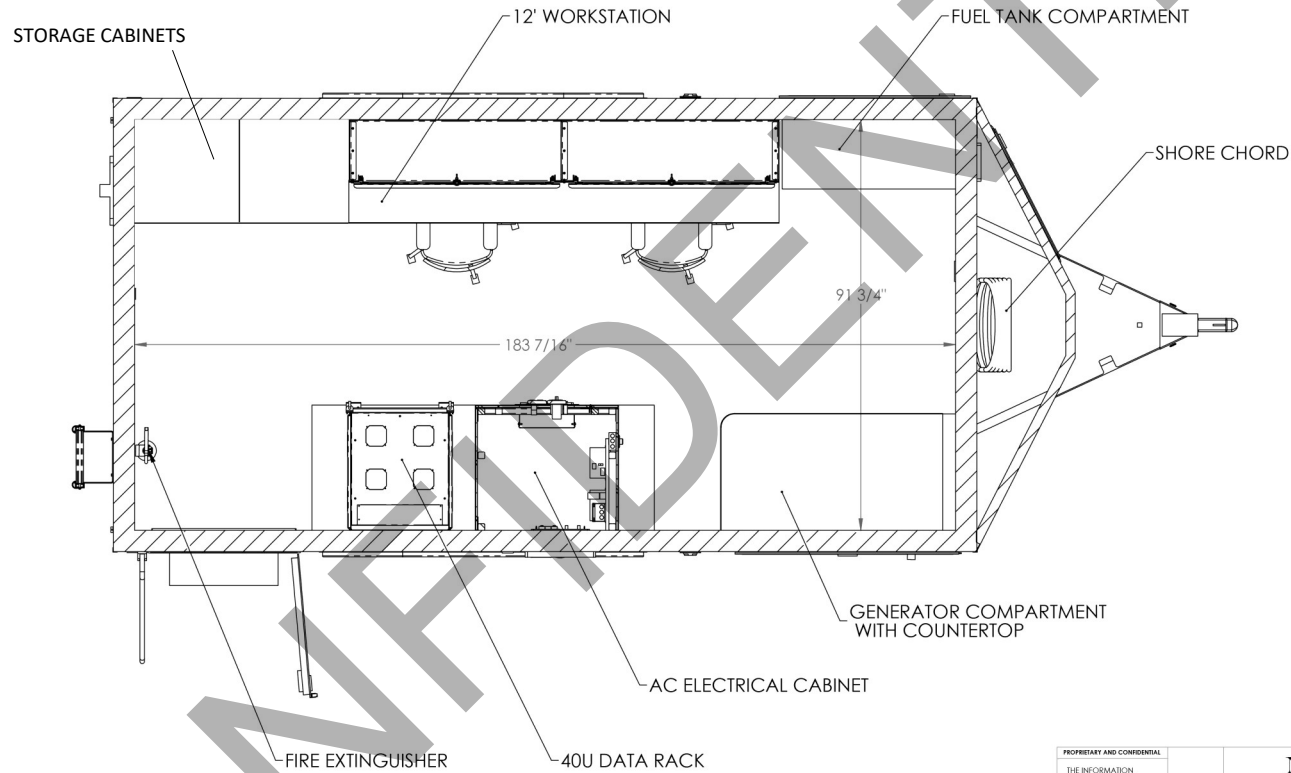 12' WORKSTATION
FUEL TANK COMPARTMENT
STORAGE CABINETS
SHORE CHORD
91 3/4"
183 7/16"
GENERATOR COMPARTMENT
WITH COUNTERTOP
AC ELECTRICAL CABINET
FIRE EXTINGUISHER
40U DATA RACK
PROPRIETARY AND CONFIDENTIAL
THE INFORMATION
NFIDENT